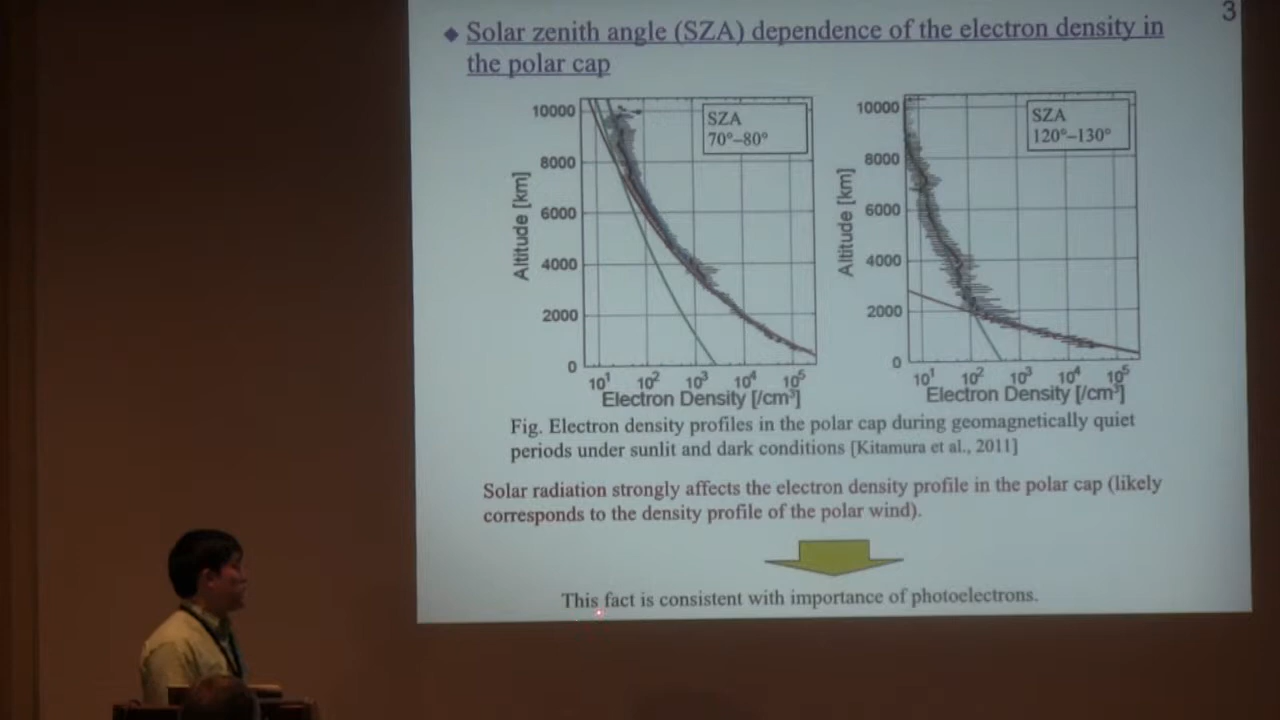 3
◆ Solar zenith angle (SZA) dependence of the electron density in
the polar cap
10000
8000
6000
4000
2000
0
Altitude [km]
SZA
70°–80°
10¹ 10² 10³ 10⁴ 10⁵
Electron Density [/cm³]
10000
8000
6000
4000
2000
0
Altitude [km]
SZA
120°–130°
10¹ 10² 10³ 10⁴ 10⁵
Electron Density [/cm³]
Fig. Electron density profiles in the polar cap during geomagnetically quiet
periods under sunlit and dark conditions [Kitamura et al., 2011]
Solar radiation strongly affects the electron density profile in the polar cap (likely
corresponds to the density profile of the polar wind).
This fact is consistent with importance of photoelectrons.